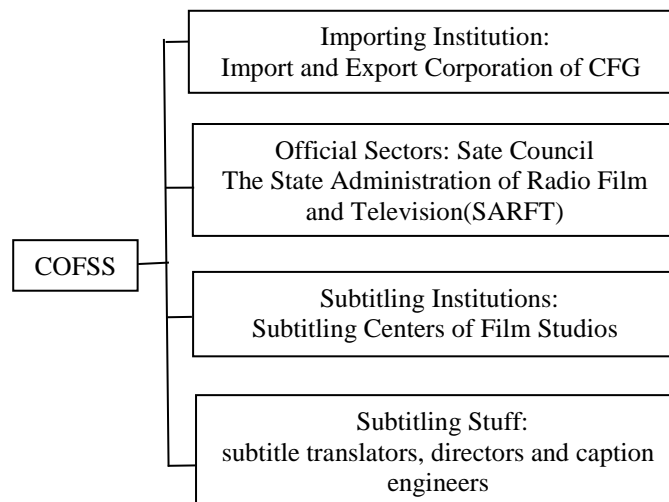 Importing Institution:
Import and Export Corporation of CFG
Official Sectors: Sate Council
The State Administration of Radio Film
and Television(SARFT)
COFSS
Subtitling Institutions:
Subtitling Centers of Film Studios
Subtitling Stuff:
subtitle translators, directors and caption
engineers